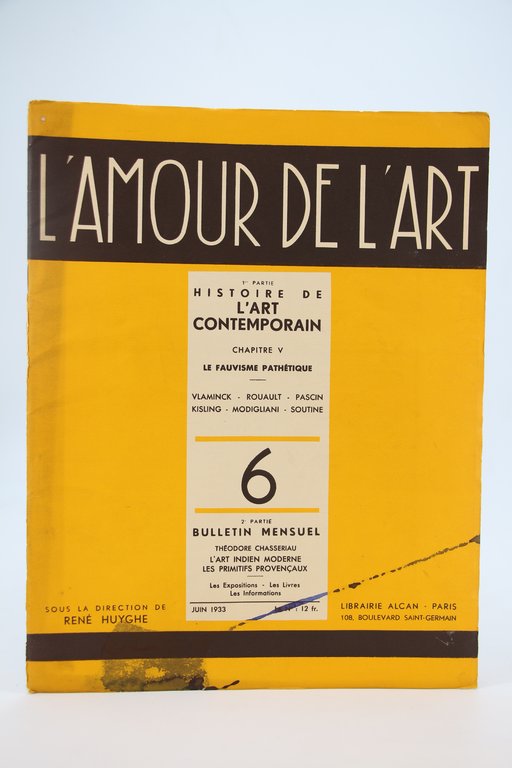 L'AMOUR DE L'ART
1re PARTIE
HISTOIRE DE
L'ART
CONTEMPORAIN
CHAPITRE V
LE FAUVISME PATHÉTIQUE
VLAMINCK - ROUAULT - PASCIN
KISLING - MODIGLIANI - SOUTINE
6
2e PARTIE
BULLETIN MENSUEL
THÉODORE CHASSERIAU
L'ART INDIEN MODERNE
LES PRIMITIFS PROVENÇAUX
Les Expositions - Les Livres
Les Informations
JUIN 1933 Le N° : 12 fr.
SOUS LA DIRECTION DE
RENÉ HUYGHE
LIBRAIRIE ALCAN - PARIS
108, BOULEVARD SAINT-GERMAIN